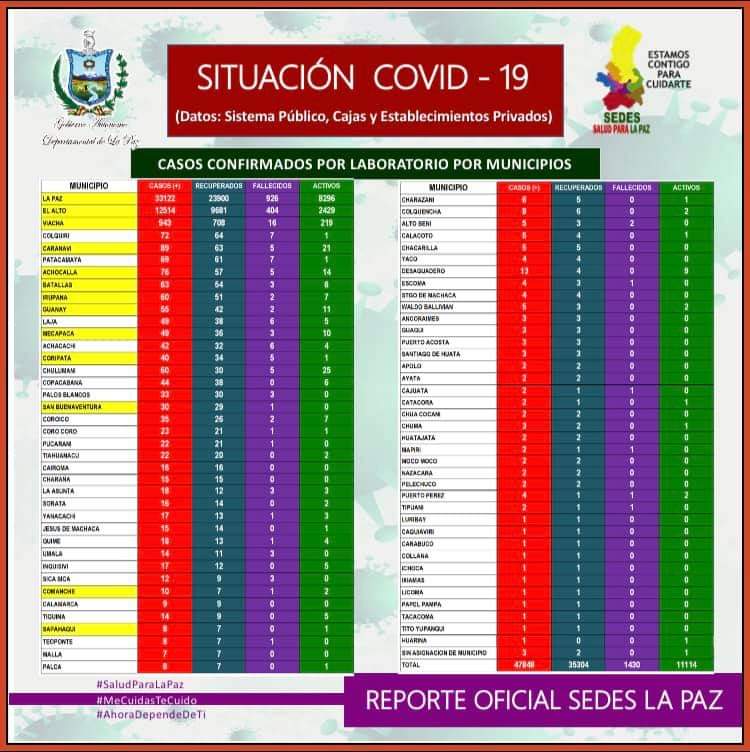 Gobierno Autónomo
Departamental de La Paz
SITUACIÓN COVID - 19
(Datos: Sistema Público, Cajas y Establecimientos Privados)
ESTAMOS
CONTIGO
PARA
CUIDARTE
SEDES
SALUD PARA LA PAZ
CASOS CONFIRMADOS POR LABORATORIO POR MUNICIPIOS
MUNICIPIO CASOS (+) RECUPERADOS FALLECIDOS ACTIVOS
LA PAZ 33122 23900 926 8296
EL ALTO 12514 9681 404 2429
VIACHA 943 708 16 219
COLQUIRI 72 64 7 1
CARANAVI 89 63 5 21
PATACAMAYA 69 61 7 1
ACHOCALLA 76 57 5 14
BATALLAS 63 54 3 6
IRUPANA 60 51 2 7
GUANAY 55 42 2 11
LAJA 49 38 6 5
MECAPACA 49 36 3 10
ACHACACHI 42 32 6 4
CORIPATA 40 34 5 1
CHULUMANI 60 30 5 25
COPACABANA 44 38 0 6
PALOS BLANCOS 33 30 3 0
SAN BUENAVENTURA 30 29 1 0
COROICO 35 26 2 7
CORO CORO 23 21 1 1
PUCARANI 22 21 1 0
TIAHUANACU 22 20 0 2
CAIROMA 16 16 0 0
CHARANA 15 15 0 0
LA ASUNTA 18 12 3 3
SORATA 16 14 0 2
YANACACHI 17 13 1 3
JESUS DE MACHACA 15 14 0 1
QUIME 18 13 1 4
UMALA 14 11 3 0
INQUISIVI 17 12 0 5
SICA SICA 12 9 3 0
COMANCHE 10 7 1 2
CALAMARCA 9 9 0 0
TIQUINA 14 9 0 5
SAPAHAQUI 8 7 0 1
TEOPONTE 8 7 0 1
MALLA 7 7 0 0
PALCA 8 7 0 1
MUNICIPIO CASOS (+) RECUPERADOS FALLECIDOS ACTIVOS
CHARAZANI 6 5 0 1
COLQUENCHA 8 6 0 2
ALTO BENI 5 3 2 0
CALACOTO 5 4 0 1
CHACARILLA 5 5 0 0
YACO 4 4 0 0
DESAGUADERO 13 4 0 9
ESCOMA 4 3 1 0
STGO DE MACHACA 4 4 0 0
WALDO BALLIVIAN 5 3 0 2
ANCORAIMES 3 3 0 0
GUAQUI 3 3 0 0
PUERTO ACOSTA 3 3 0 0
SANTIAGO DE HUATA 3 3 0 0
APOLO 2 2 0 0
AYATA 2 2 0 0
CAJUATA 2 1 1 0
CATACORA 2 1 0 1
CHUA COCANI 2 2 0 0
CHUMA 3 2 0 1
HUATAJATA 2 2 0 0
MAPIRI 2 1 1 0
MOCO MOCO 2 2 0 0
NAZACARA 2 2 0 0
PELECHUCO 2 2 0 0
PUERTO PEREZ 4 1 1 2
TIPUANI 2 1 1 0
LURIBAY 1 1 0 0
CAQUIAVIRI 1 1 0 0
CARABUCO 1 1 0 0
COLLANA 1 1 0 0
ICHOCA 1 1 0 0
IXIAMAS 1 1 0 0
LICOMA 1 1 0 0
PAPEL PAMPA 1 1 0 0
TACACOMA 1 1 0 0
TITO YUPANQUI 1 1 0 0
HUARINA 1 0 0 1
SIN ASIGNACION DE MUNICIPIO 3 2 0 1
TOTAL 47848 35304 1430 11114
#SaludParaLaPaz
#MeCuidasTeCuido
#AhoraDependeDeTi
REPORTE OFICIAL SEDES LA PAZ